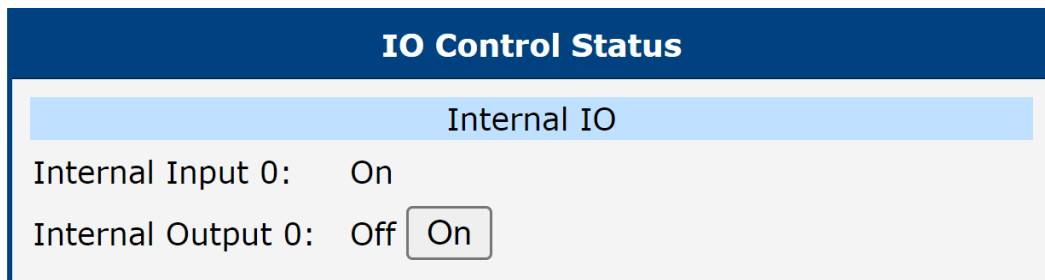 IO Control Status
Internal IO
Internal Input 0: On
Internal Output 0: Off On